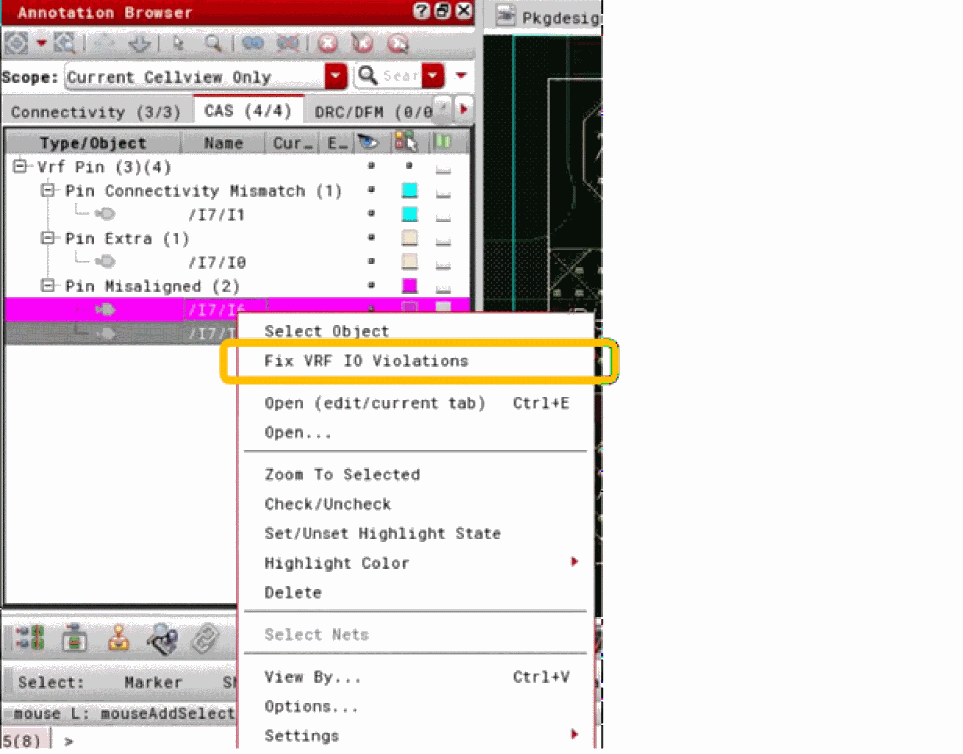 Annotation Browser
Pkgdesig
Scope: Current Cellview Only Sear
Connectivity (3/3) CAS (4/4) DRC/DFM (0/0
Type/Object Name Cur… E…
Vrf Pin (3)(4)
Pin Connectivity Mismatch (1)
/I7/I1
Pin Extra (1)
/I7/I0
Pin Misaligned (2)
/I7/I6
/I7/I
Select Object
Fix VRF IO Violations
Open (edit/current tab) Ctrl+E
Open...
Zoom To Selected
Check/Uncheck
Set/Unset Highlight State
Highlight Color
Delete
Select Nets
View By... Ctrl+V
Options...
Settings
Select: Marker
mouse L: mouseAddSelect
5(8) >